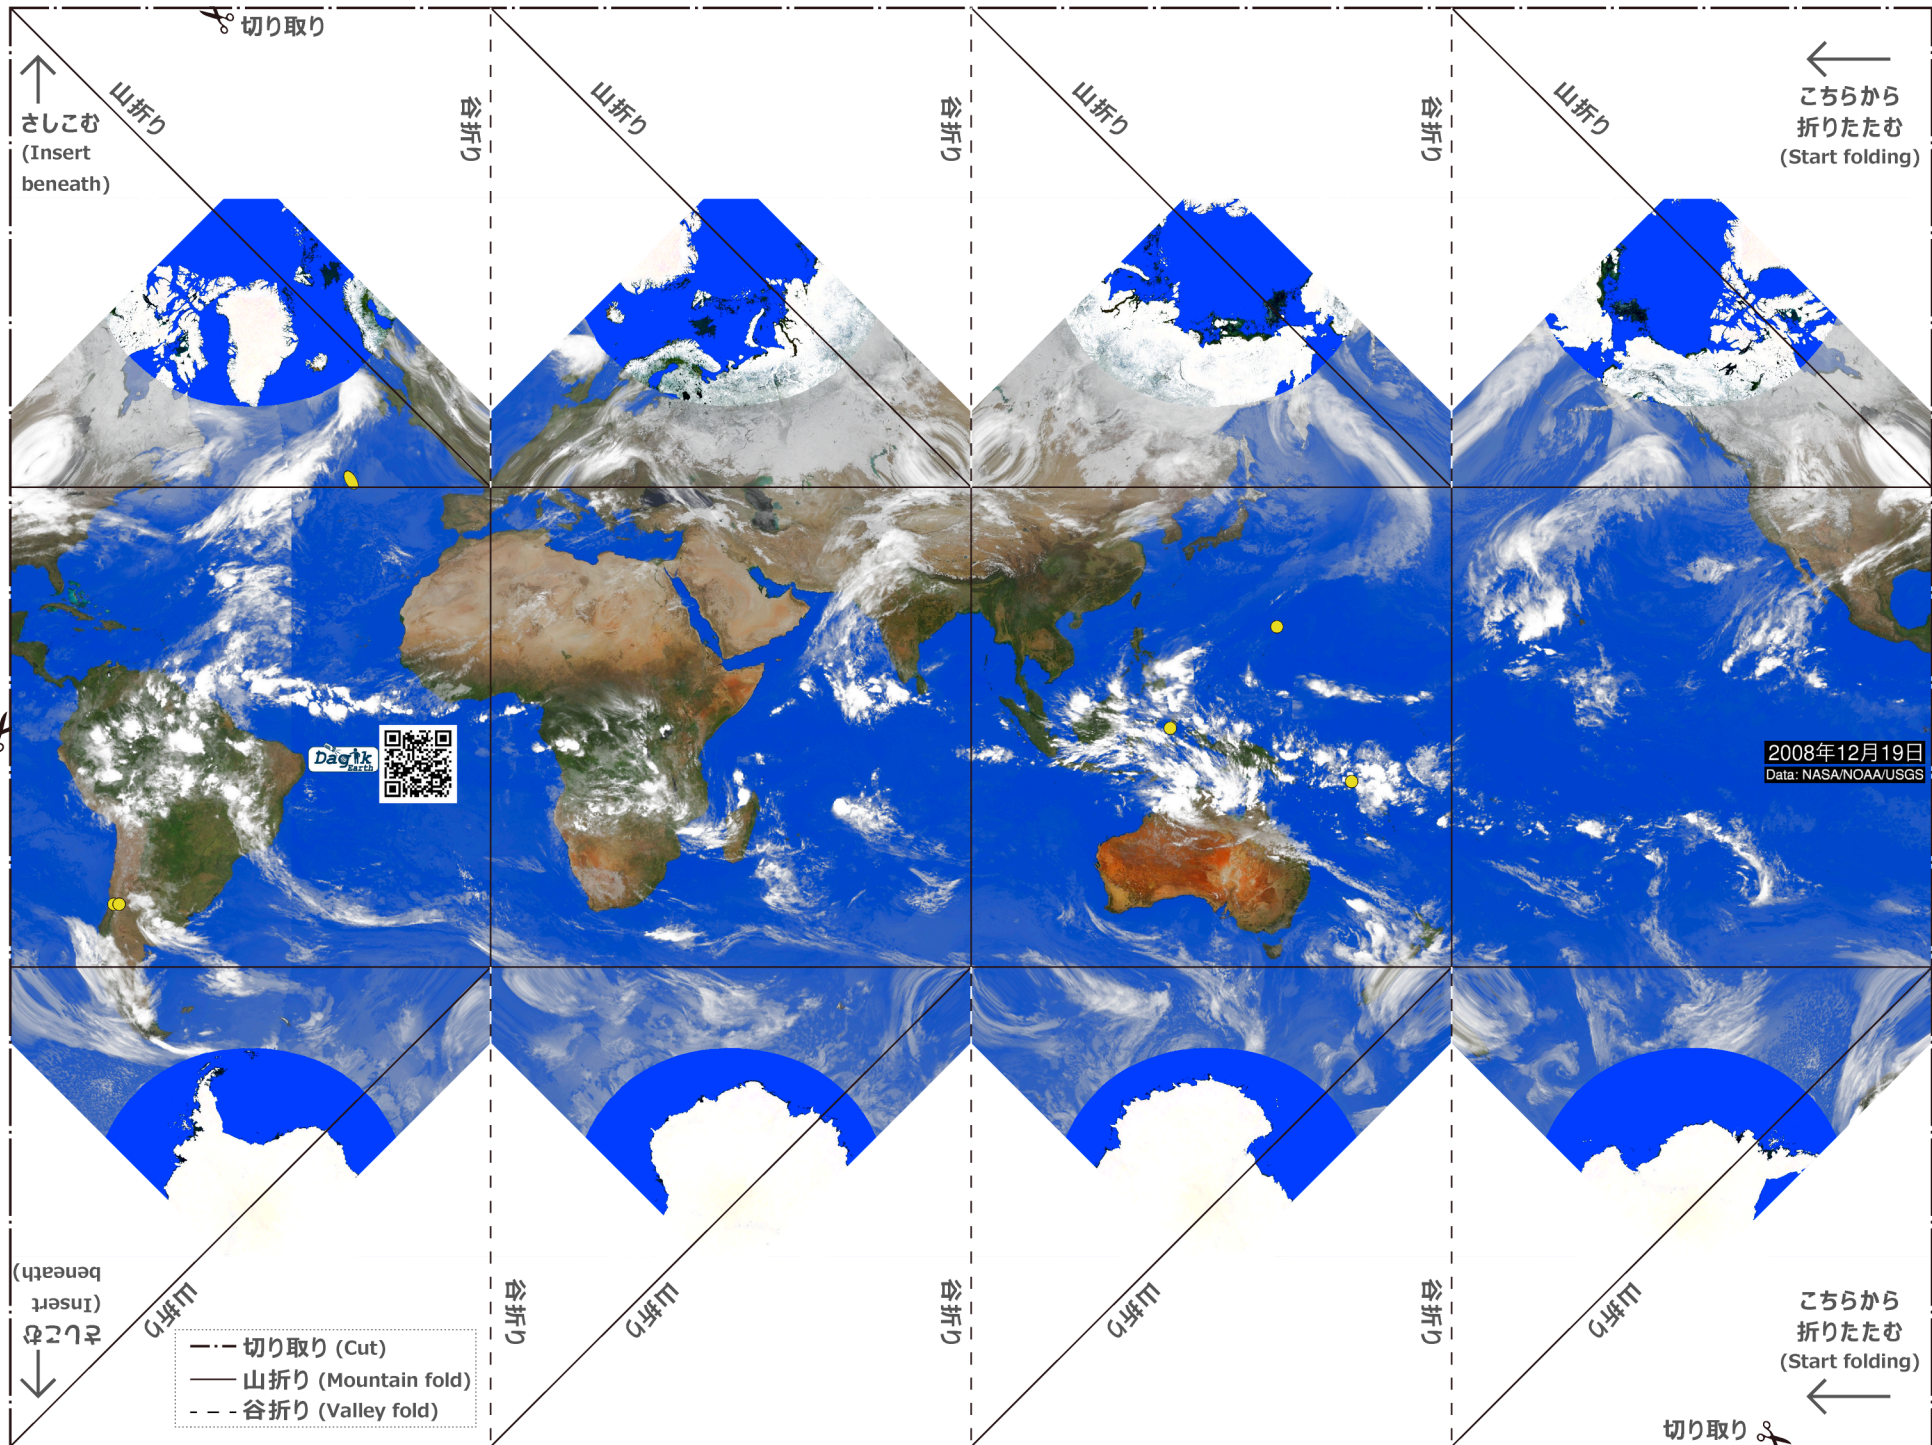 切り取り
さしこむ
(Insert
beneath)
山折り
谷折り
山折り
谷折り
山折り
谷折り
山折り
こちらから
折りたたむ
(Start folding)
Dagik
Earth
2008年12月19日
Data: NASA/NOAA/USGS
さしこむ
(Insert
beneath)
山折り
谷折り
山折り
谷折り
山折り
谷折り
山折り
こちらから
折りたたむ
(Start folding)
切り取り (Cut)
山折り (Mountain fold)
谷折り (Valley fold)
切り取り